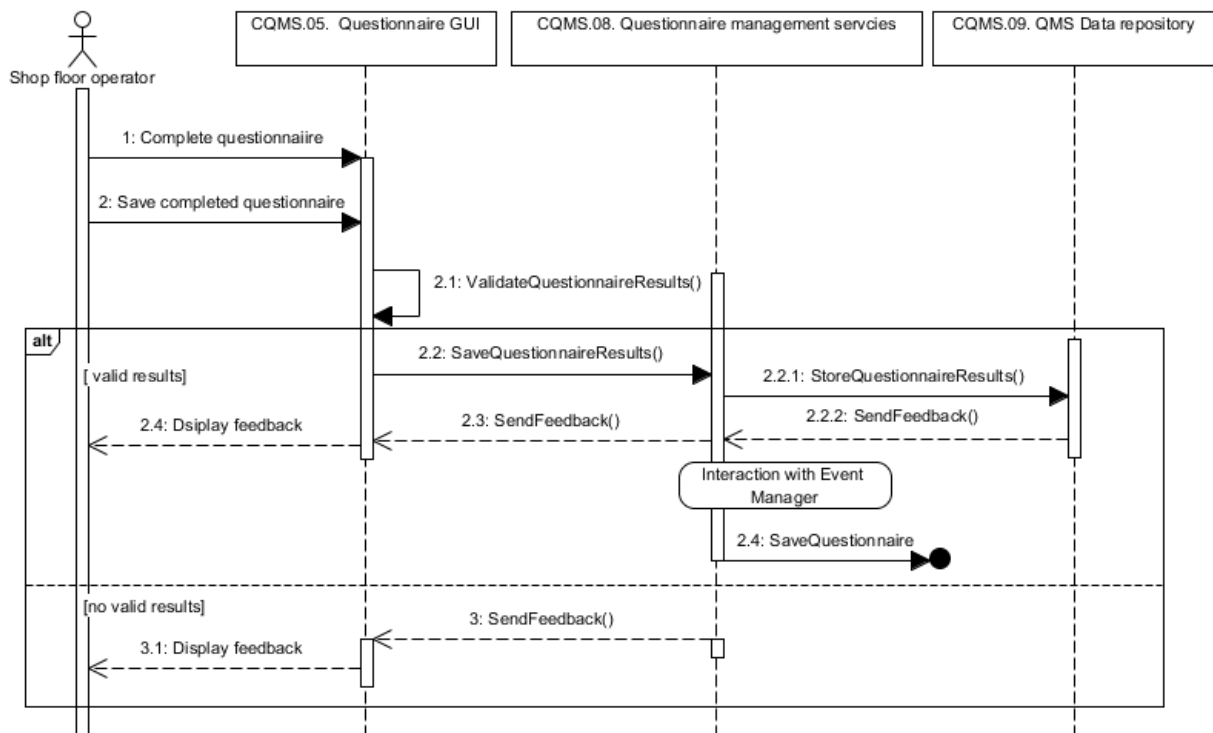 CQMS.05.  Questionnaire GUI
CQMS.08. Questionnaire management servcies
CQMS.09. QMS Data repository
Shop floor operator
1: Complete questionnaiire
2: Save completed questionnaire
2.1: ValidateQuestionnaireResults()
alt
2.2: SaveQuestionnaireResults()
[ valid results]
2.2.1: StoreQuestionnaireResults()
2.4: Dsiplay feedback
2.3: SendFeedback()
2.2.2: SendFeedback()
Interaction with Event
Manager
2.4: SaveQuestionnaire
[no valid results]
3: SendFeedback()
3.1: Display feedback